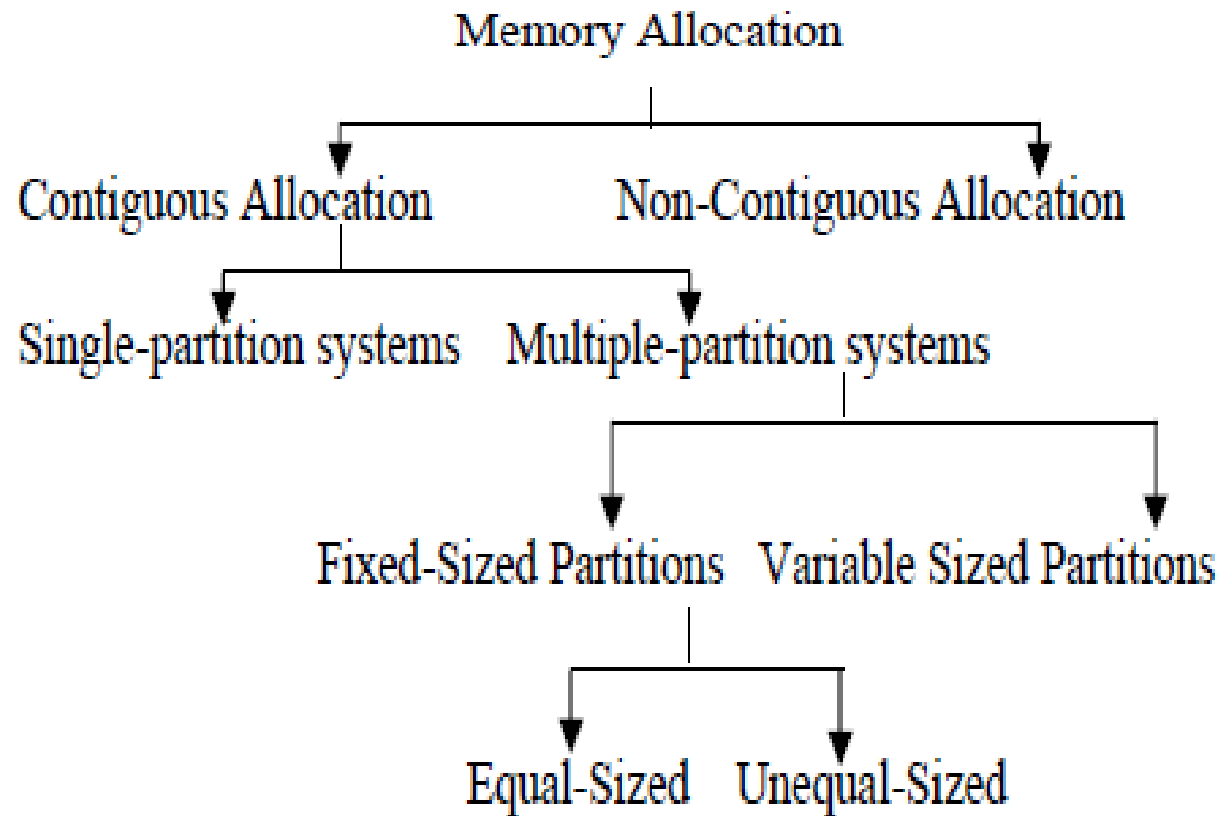 Memory Allocation
Contiguous Allocation
Non-Contiguous Allocation
Single-partition systems
Multiple-partition systems
Fixed-Sized Partitions
Variable Sized Partitions
Equal-Sized
Unequal-Sized